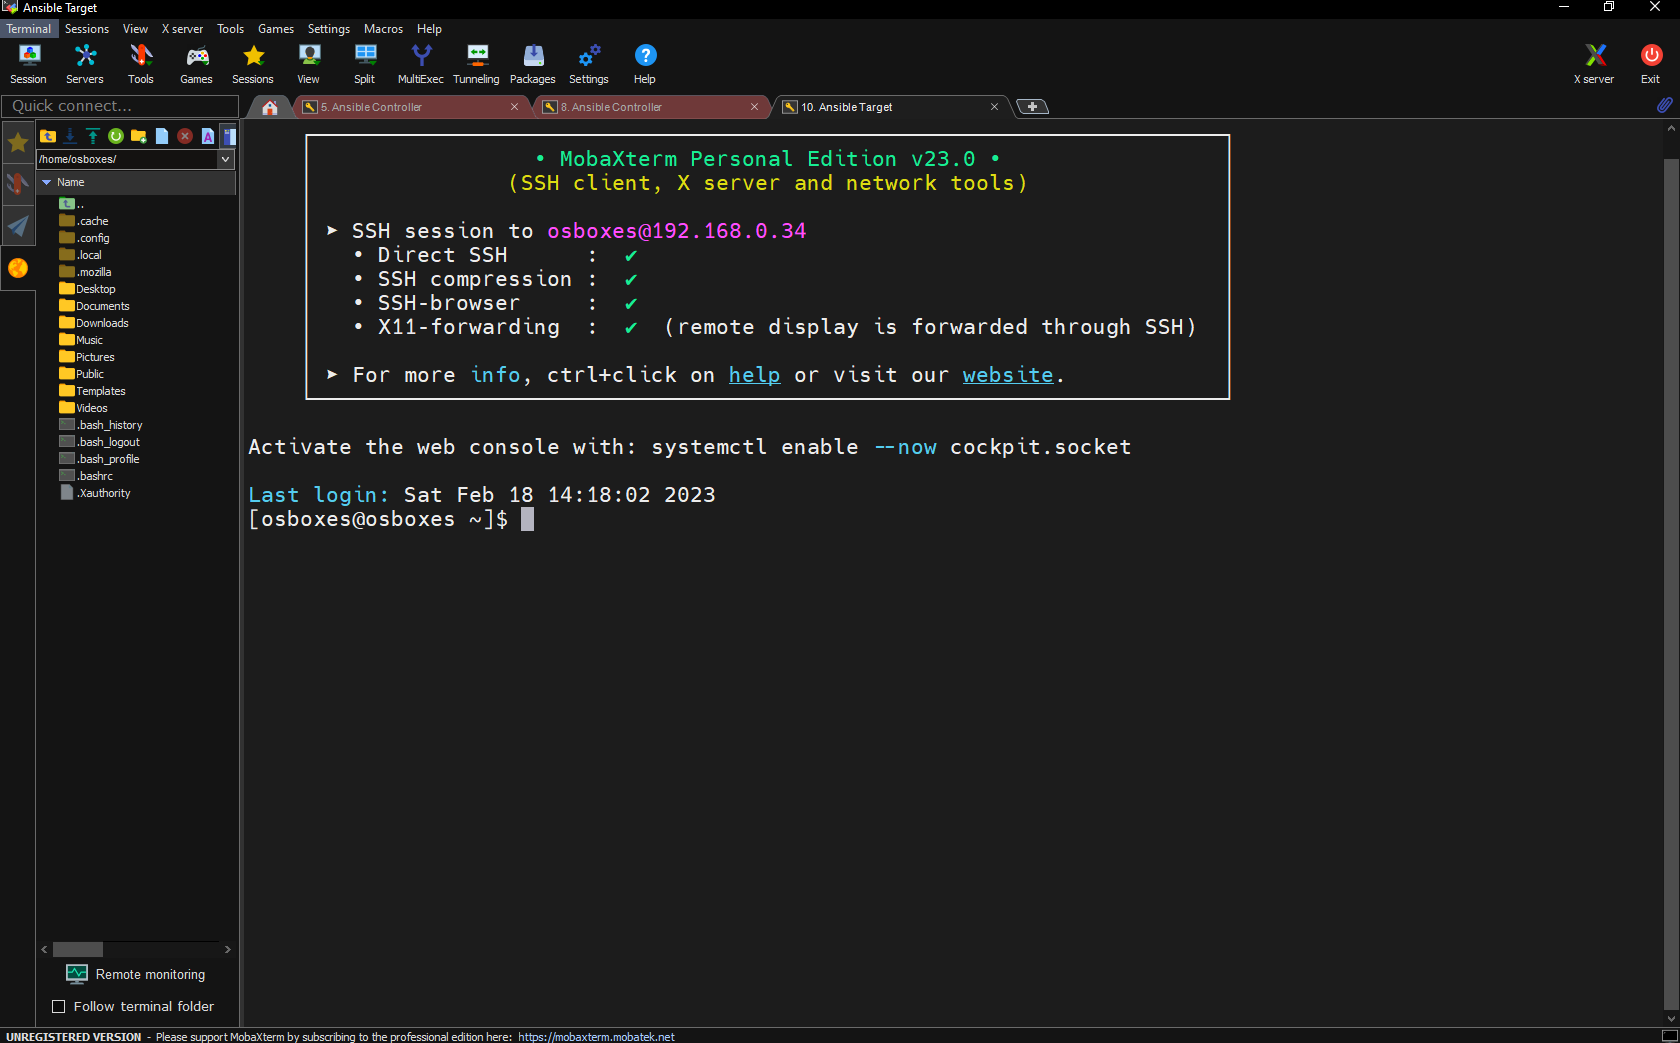 Ansible Target
Terminal Sessions View X server Tools Games Settings Macros Help
Session Servers Tools Games Sessions View Split MultiExec Tunneling Packages Settings Help X server Exit
Quick connect...
5. Ansible Controller
8. Ansible Controller
10. Ansible Target
/home/osboxes/
Name
..
.cache
.config
.local
.mozilla
Desktop
Documents
Downloads
Music
Pictures
Public
Templates
Videos
.bash_history
.bash_logout
.bash_profile
.bashrc
.Xauthority
Remote monitoring
Follow terminal folder
• MobaXterm Personal Edition v23.0 •
(SSH client, X server and network tools)
➤ SSH session to osboxes@192.168.0.34
• Direct SSH : ✔
• SSH compression : ✔
• SSH-browser : ✔
• X11-forwarding : ✔ (remote display is forwarded through SSH)
➤ For more info, ctrl+click on help or visit our website.
Activate the web console with: systemctl enable --now cockpit.socket
Last login: Sat Feb 18 14:18:02 2023
[osboxes@osboxes ~]$
UNREGISTERED VERSION - Please support MobaXterm by subscribing to the professional edition here: https://mobaxterm.mobatek.net